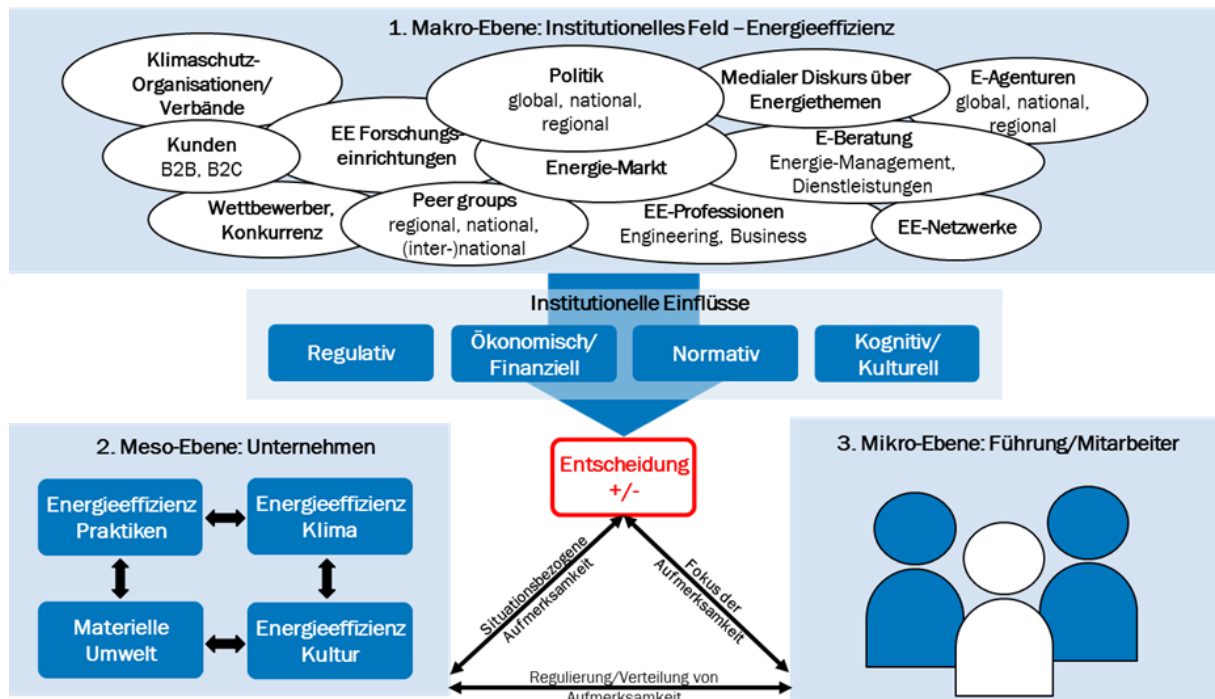 1. Makro-Ebene: Institutionelles Feld – Energieeffizienz
Klimaschutz-
Organisationen/
Verbände
Politik
global, national,
regional
Medialer Diskurs über
Energiethemen
E-Agenturen
global, national,
regional
Kunden
B2B, B2C
EE Forschungs-
einrichtungen
Energie-Markt
E-Beratung
Energie-Management,
Dienstleistungen
Wettbewerber,
Konkurrenz
Peer groups
regional, national,
(inter-)national
EE-Professionen
Engineering, Business
EE-Netzwerke
Institutionelle Einflüsse
Regulativ
Ökonomisch/
Finanziell
Normativ
Kognitiv/
Kulturell
2. Meso-Ebene: Unternehmen
Energieeffizienz
Praktiken
Energieeffizienz
Klima
Materielle
Umwelt
Energieeffizienz
Kultur
Entscheidung
+/-
Situationsbezogene
Aufmerksamkeit
Fokus der
Aufmerksamkeit
Regulierung/Verteilung von
Aufmerksamkeit
3. Mikro-Ebene: Führung/Mitarbeiter